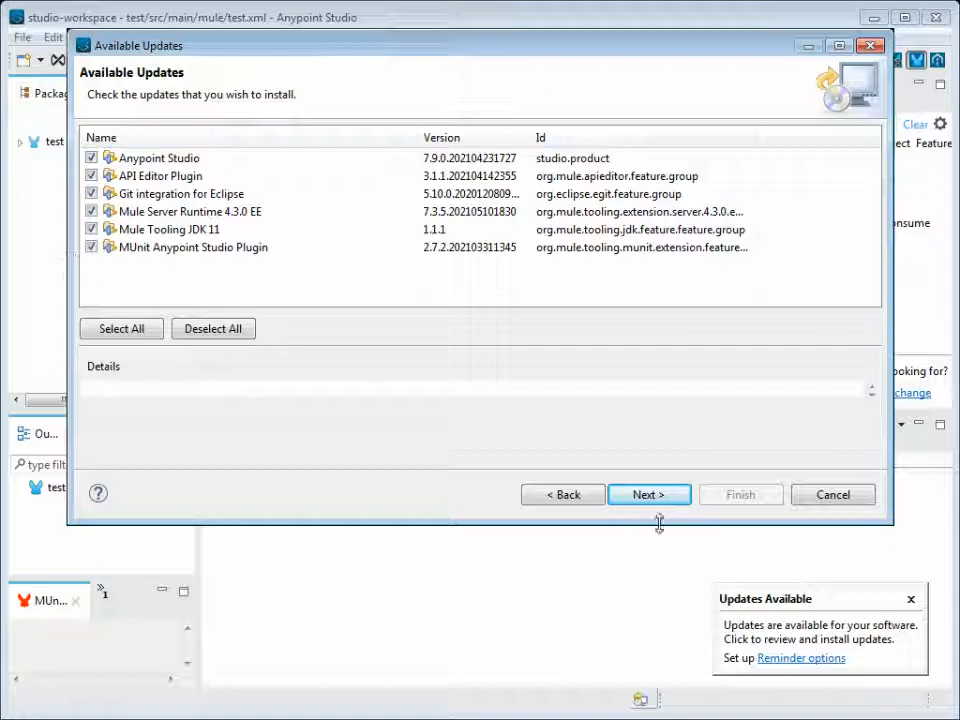 studio-workspace - test/src/main/mule/test.xml - Anypoint Studio
File Edit
Available Updates
Available Updates
Check the updates that you wish to install.
Packag
Clear
test
ect Feature
Name Version Id
Anypoint Studio 7.9.0.202104231727 studio.product
API Editor Plugin 3.1.1.202104142355 org.mule.apieditor.feature.group
Git integration for Eclipse 5.10.0.2020120809... org.eclipse.egit.feature.group
Mule Server Runtime 4.3.0 EE 7.3.5.202105101830 org.mule.tooling.extension.server.4.3.0.e...
onsume
Mule Tooling JDK 11 1.1.1 org.mule.tooling.jdk.feature.feature.group
MUnit Anypoint Studio Plugin 2.7.2.202103311345 org.mule.tooling.munit.extension.feature...
Select All Deselect All
Details
ooking for?
change
Ou...
type filt
test
? < Back Next > Finish Cancel
MUn...
1
Updates Available
Updates are available for your software.
Click to review and install updates.
Set up Reminder options